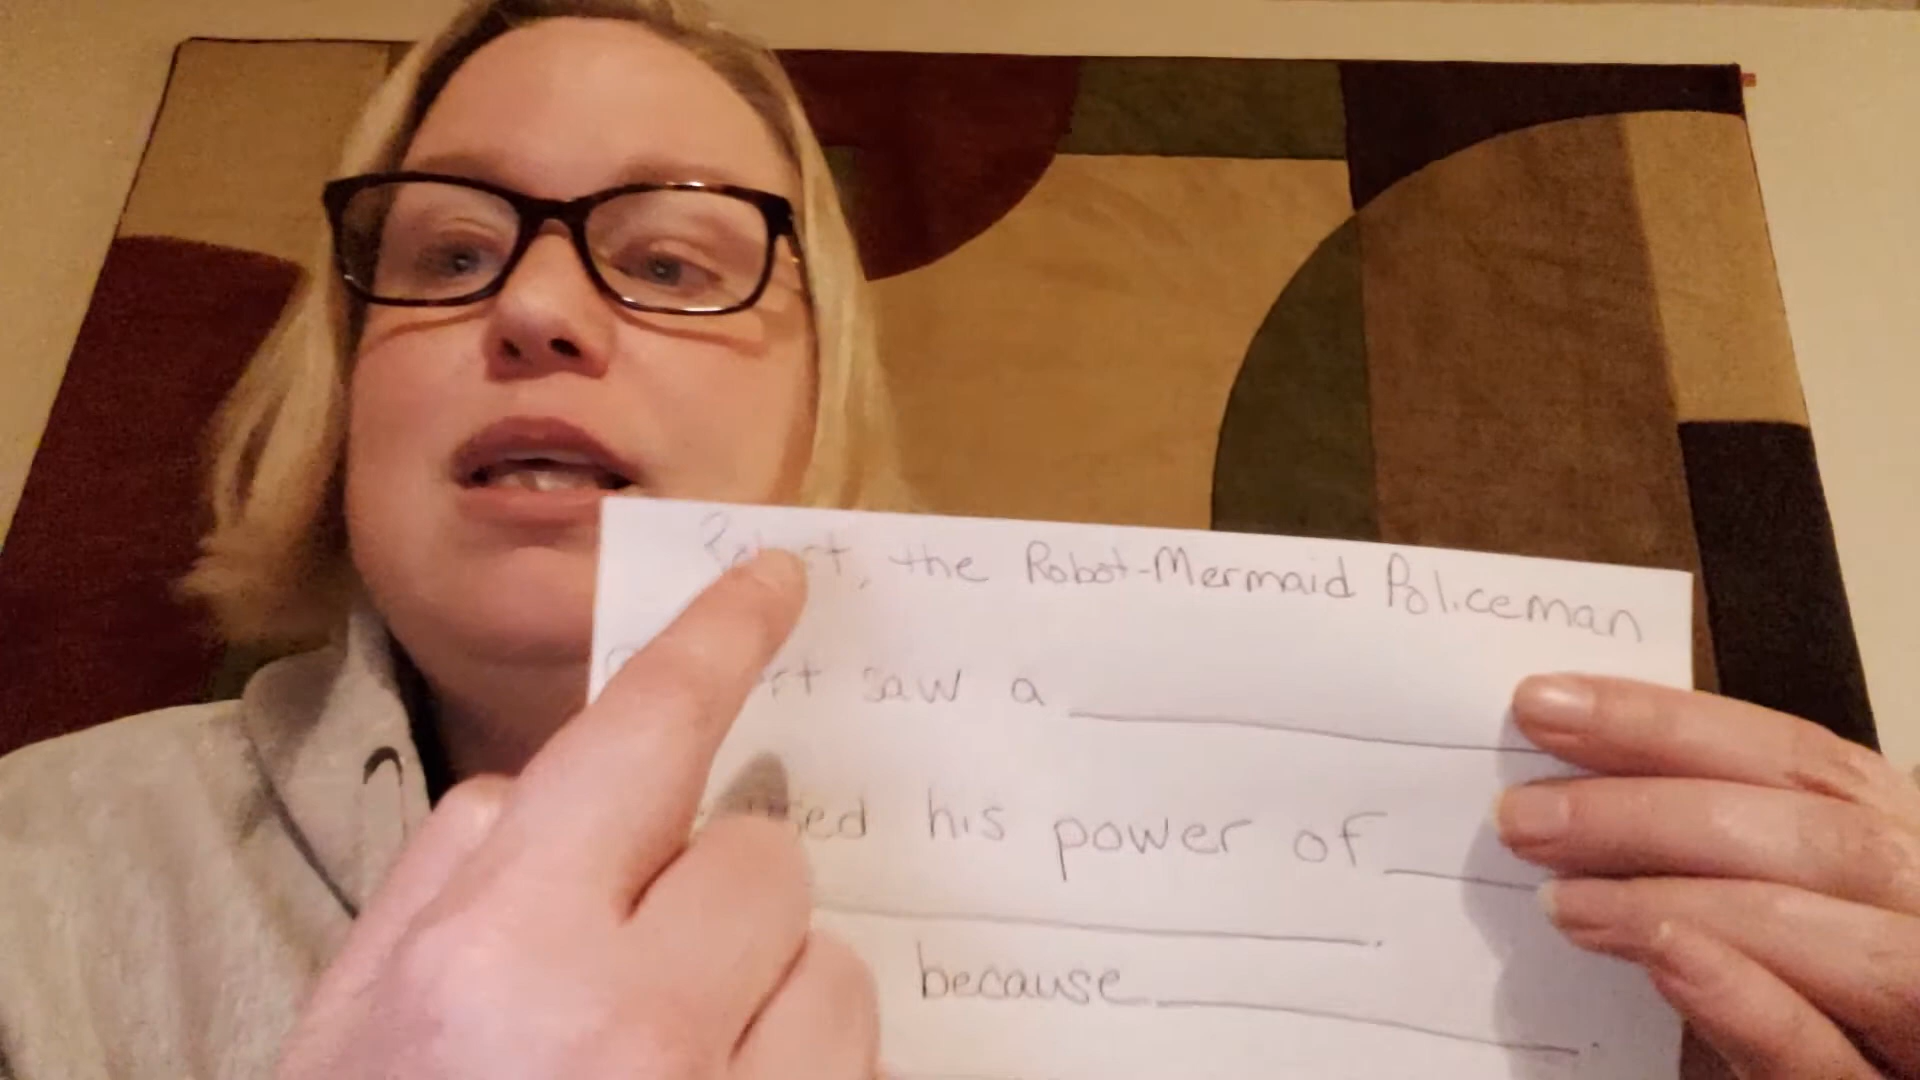 the Robot-Mermaid Policeman
saw a
his power of
because